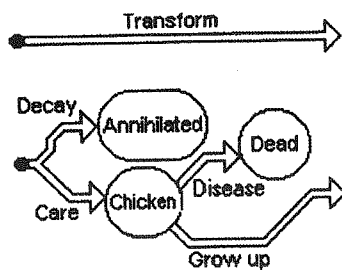 Transform
Decay
Annihilated
Dead
Care
Chicken
Disease
Grow up